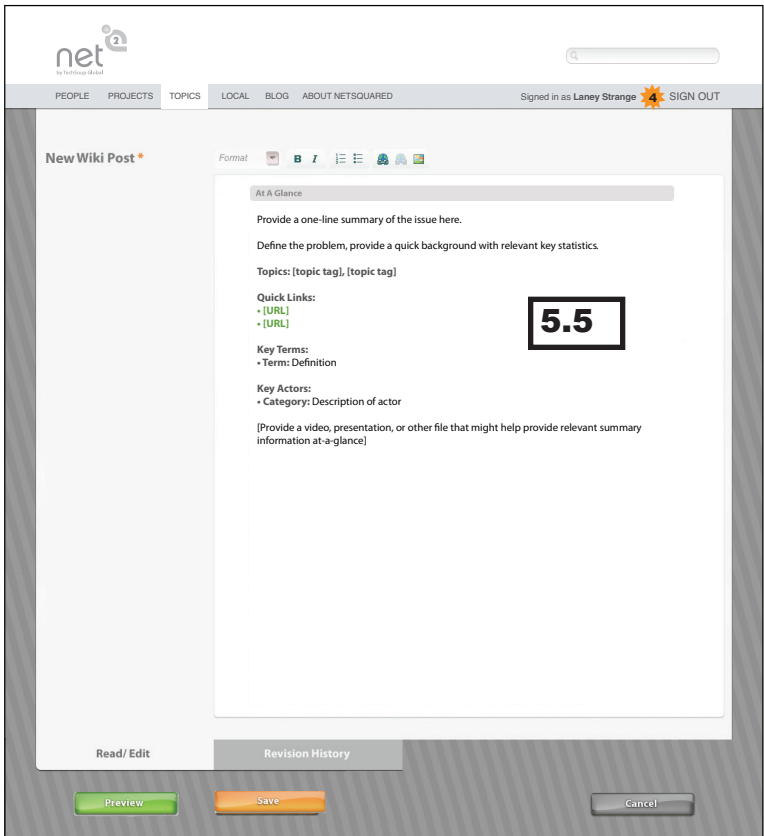 net 2
by TechSoup Global
PEOPLE PROJECTS TOPICS LOCAL BLOG ABOUT NETSQUARED Signed in as Laney Strange 4 SIGN OUT
New Wiki Post *
Format B I
At A Glance
Provide a one-line summary of the issue here.
Define the problem, provide a quick background with relevant key statistics.
Topics: [topic tag], [topic tag]
Quick Links:
• [URL]
• [URL]
5.5
Key Terms:
• Term: Definition
Key Actors:
• Category: Description of actor
[Provide a video, presentation, or other file that might help provide relevant summary
information at-a-glance]
Read/ Edit Revision History
Preview Save Cancel